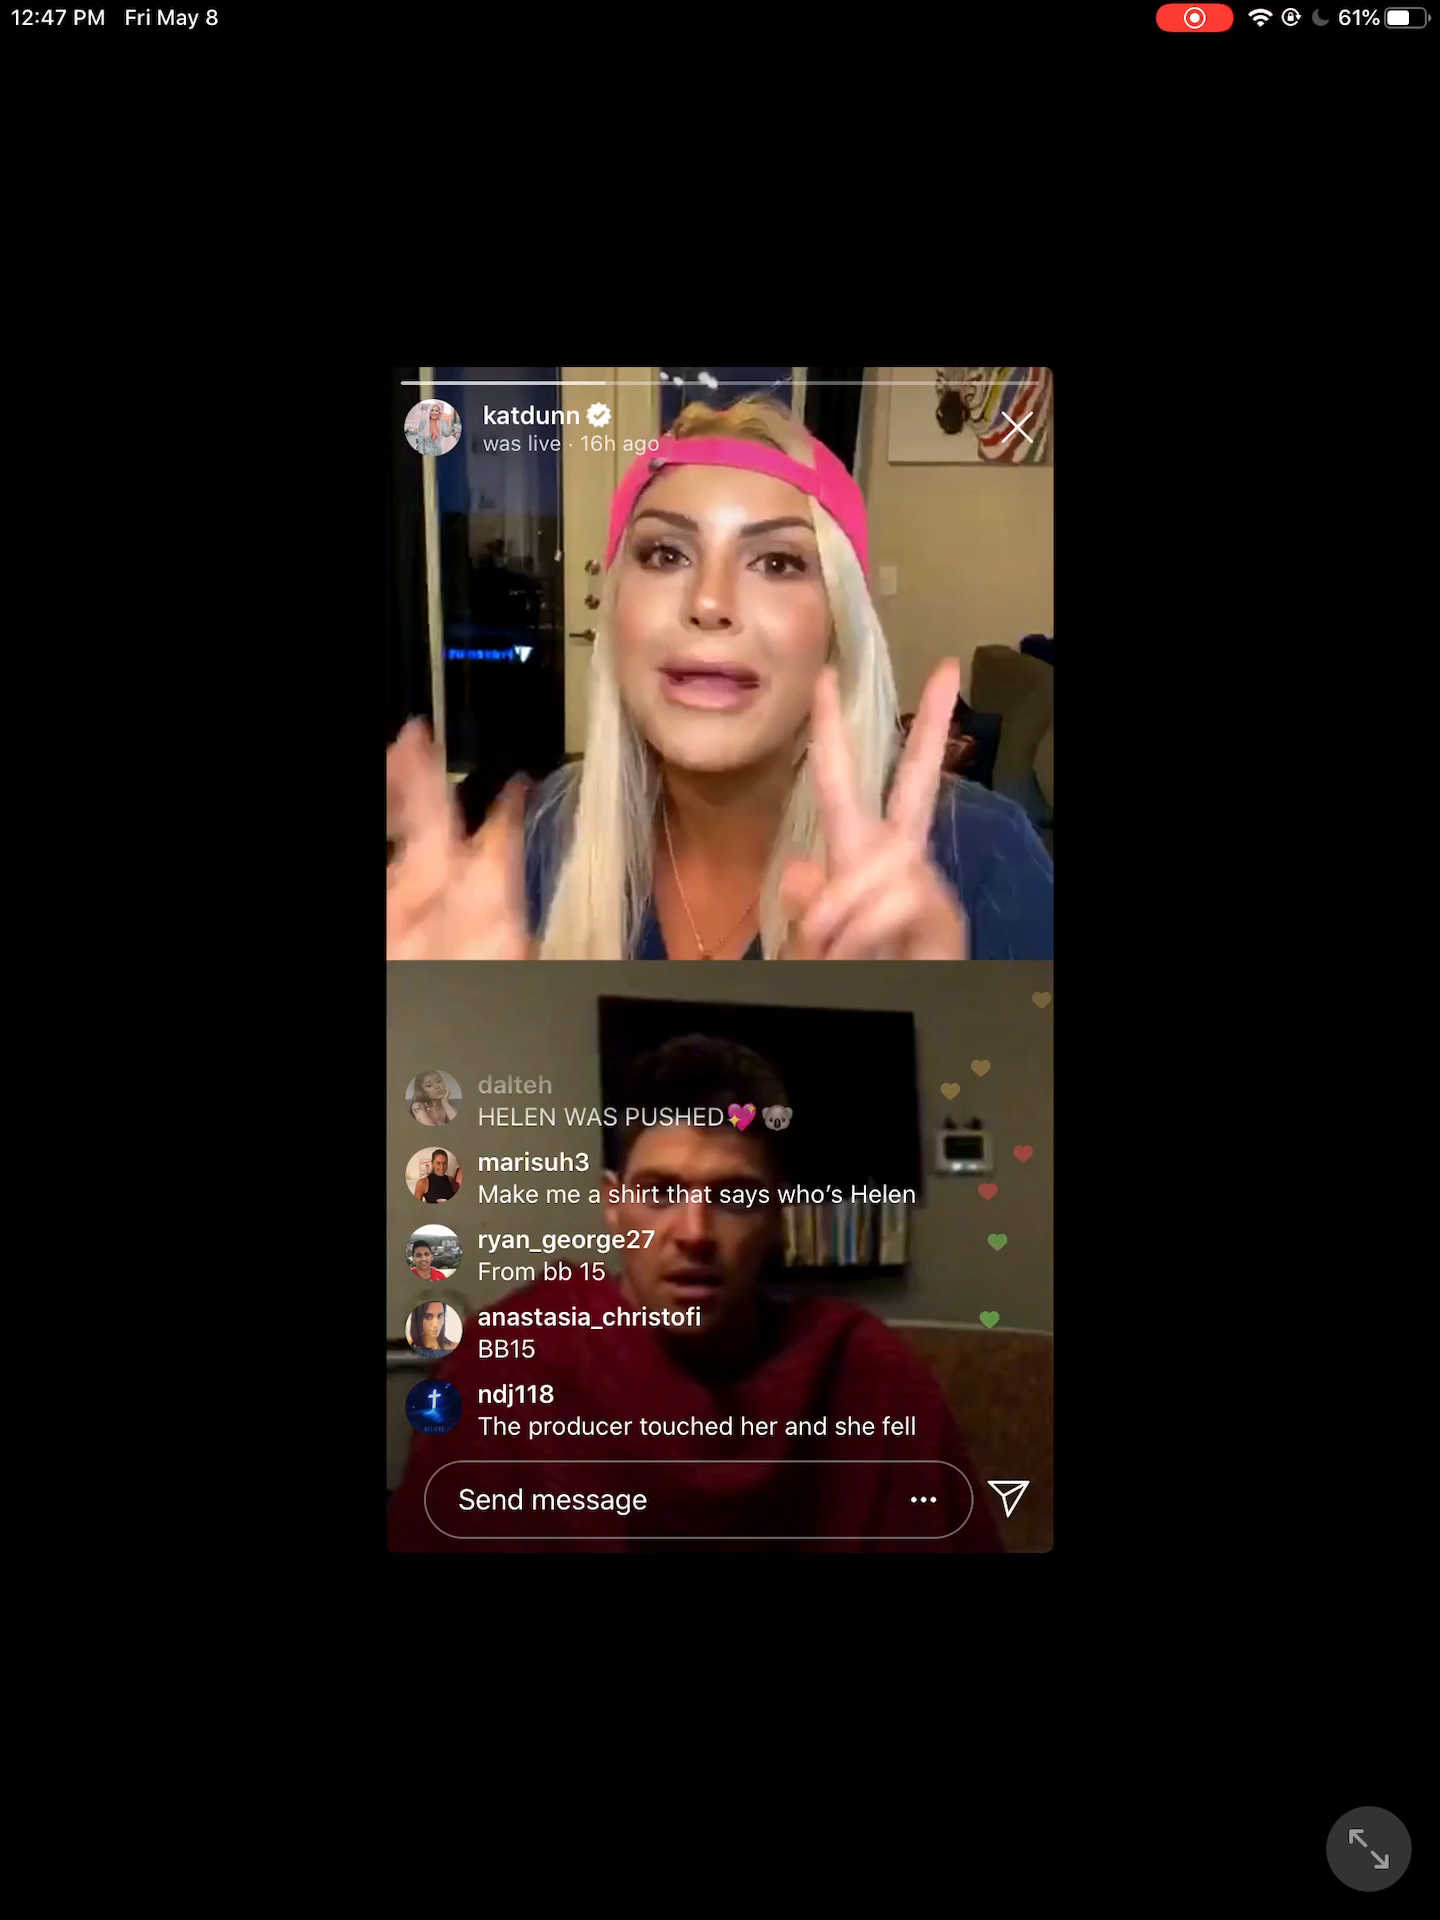 12:47 PM Fri May 8
61%
katdunn
was live · 16h ago
dalteh
HELEN WAS PUSHED💖🐨
marisuh3
Make me a shirt that says who’s Helen
ryan_george27
From bb 15
anastasia_christofi
BB15
ndj118
The producer touched her and she fell
Send message